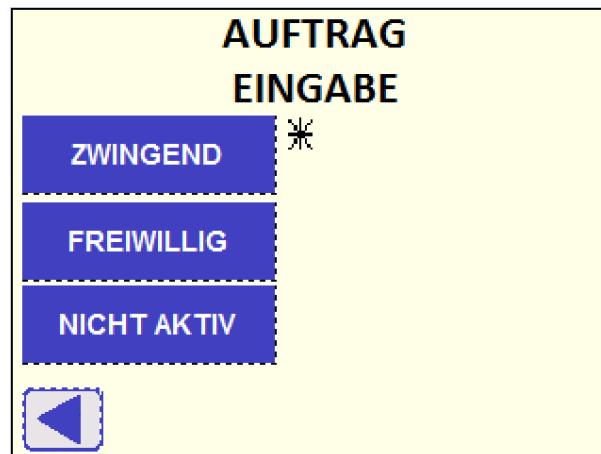 AUFTRAG
EINGABE
ZWINGEND
FREIWILLIG
NICHT AKTIV